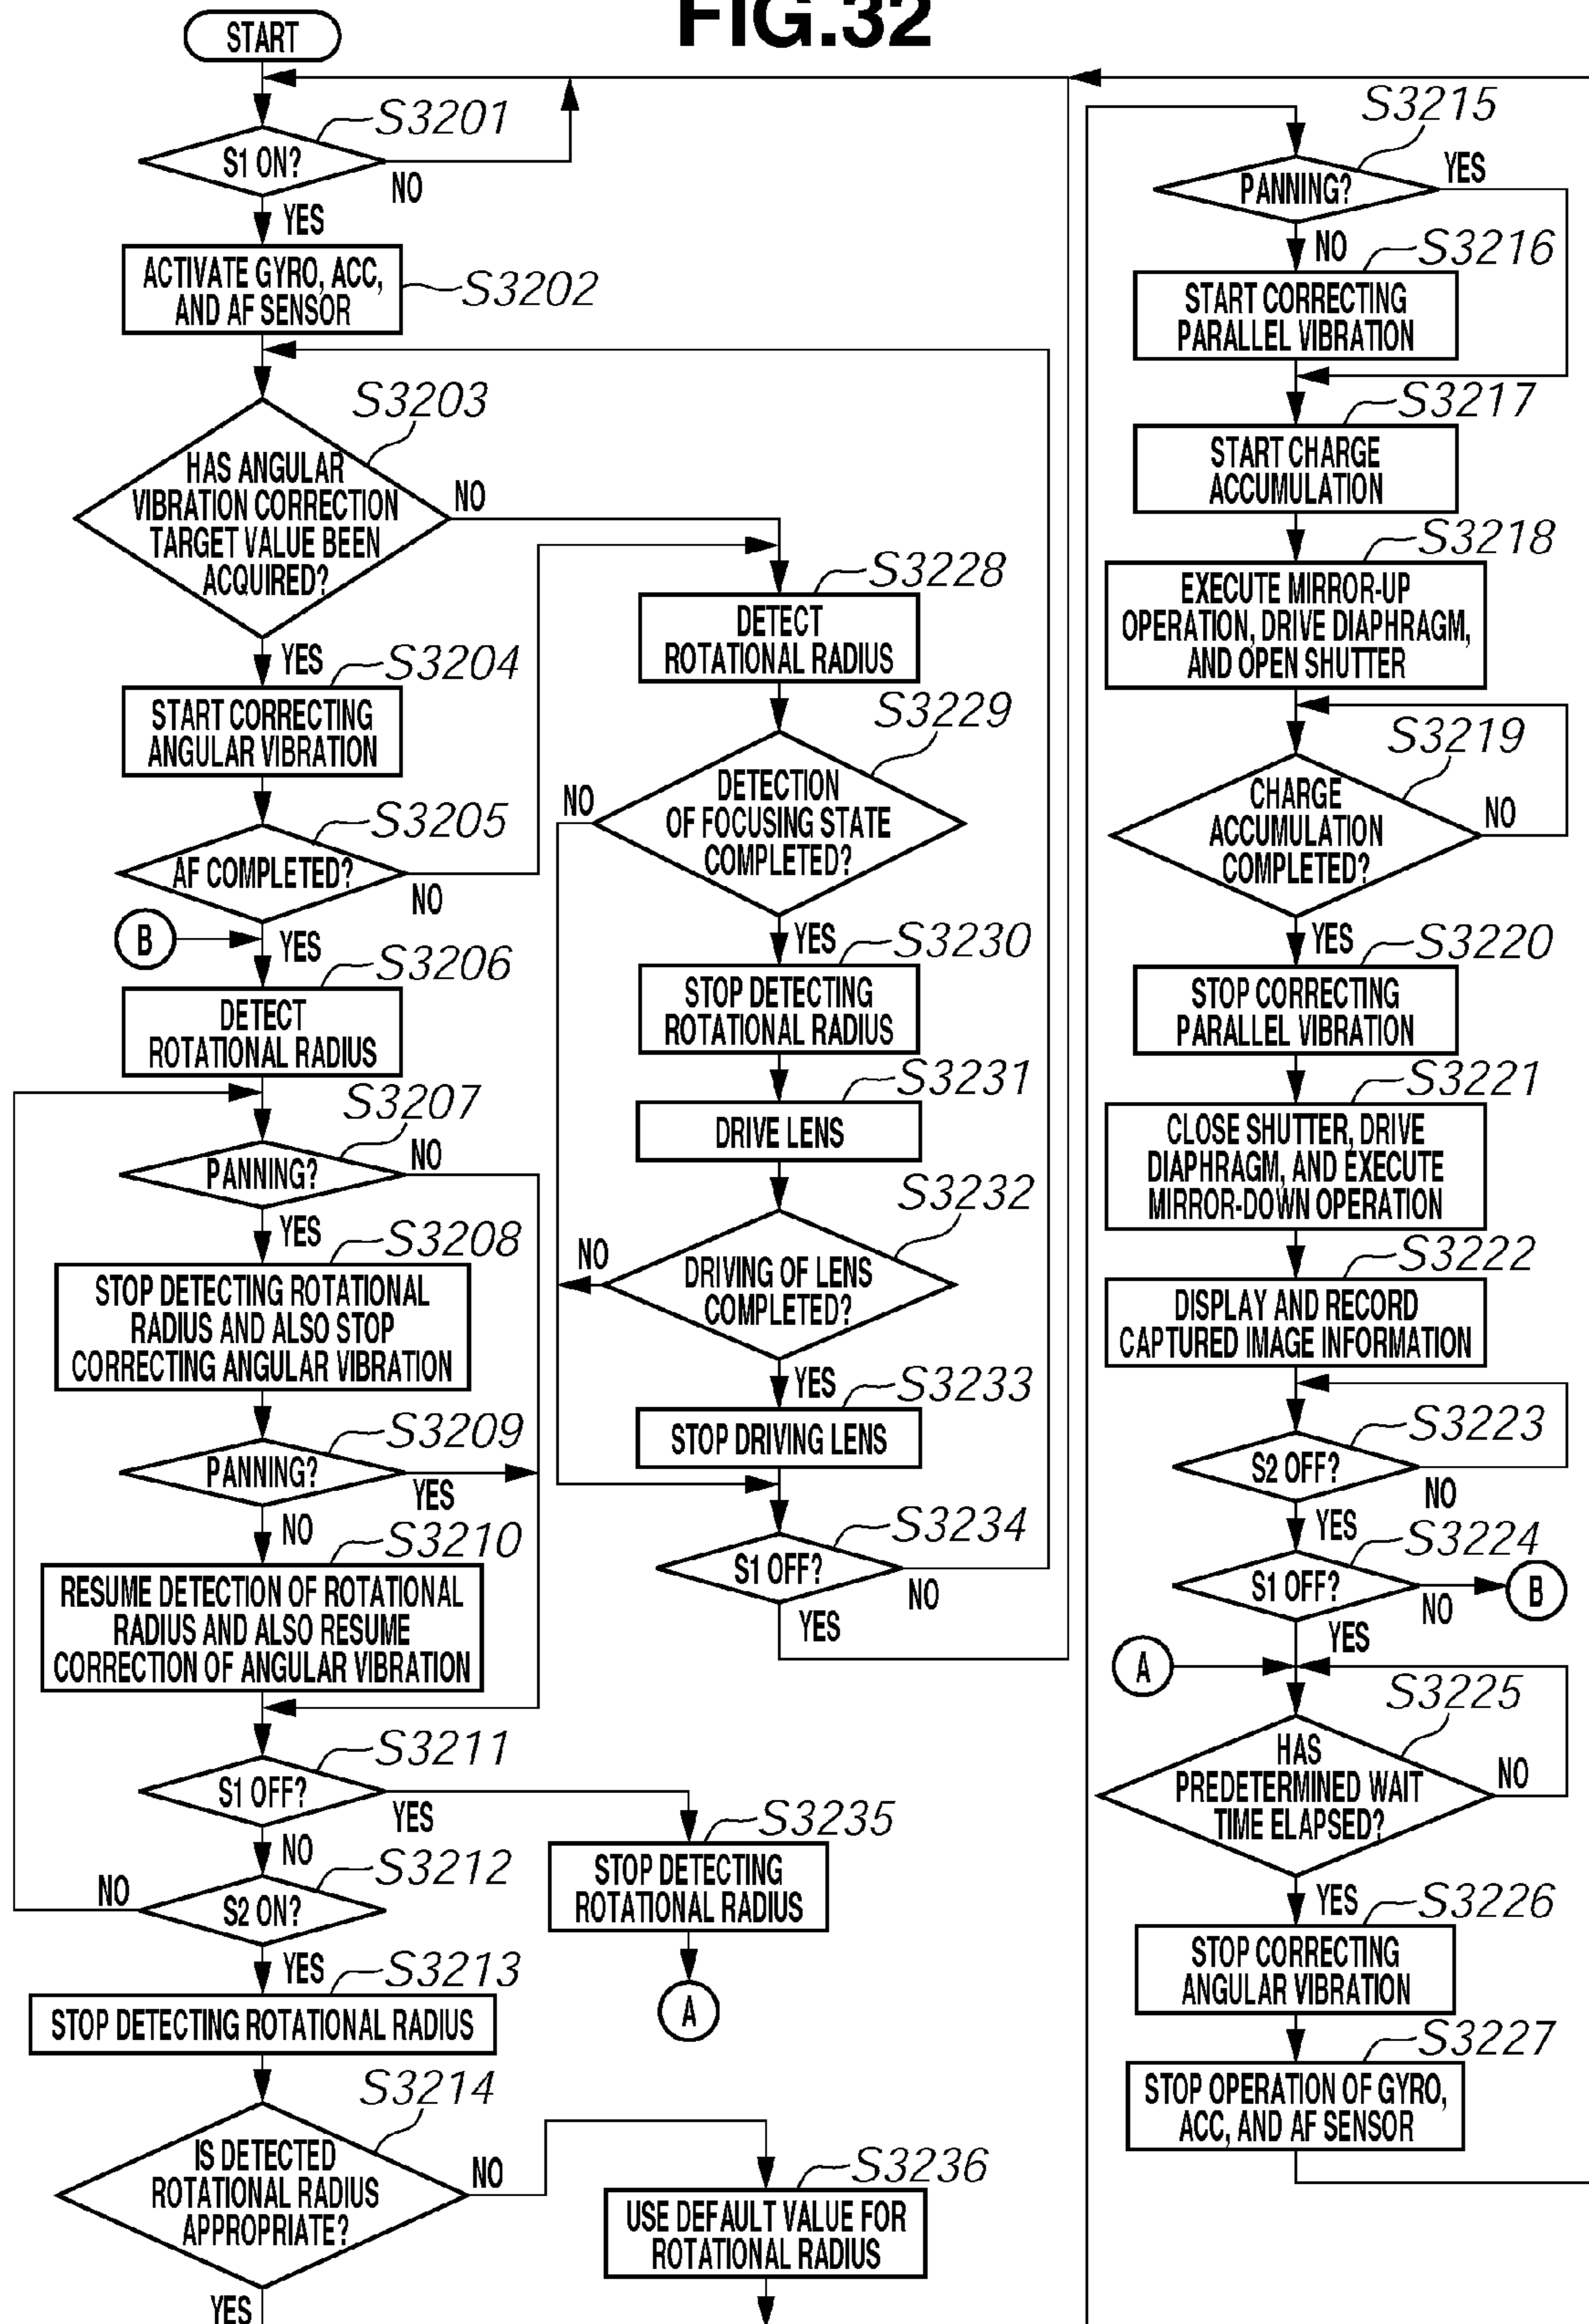 FIG.32
START
S3201
S1 ON?
NO
YES
ACTIVATE GYRO, ACC,
AND AF SENSOR
S3202
S3203
HAS ANGULAR
VIBRATION CORRECTION
TARGET VALUE BEEN
ACQUIRED?
NO
YES
S3204
START CORRECTING
ANGULAR VIBRATION
S3205
AF COMPLETED?
NO
B
YES
S3206
DETECT
ROTATIONAL RADIUS
S3207
PANNING?
NO
YES
S3208
STOP DETECTING ROTATIONAL
RADIUS AND ALSO STOP
CORRECTING ANGULAR VIBRATION
S3209
PANNING?
YES
NO
S3210
RESUME DETECTION OF ROTATIONAL
RADIUS AND ALSO RESUME
CORRECTION OF ANGULAR VIBRATION
S3211
S1 OFF?
YES
NO
S3212
NO
S2 ON?
YES
S3213
STOP DETECTING ROTATIONAL RADIUS
S3214
IS DETECTED
ROTATIONAL RADIUS
APPROPRIATE?
NO
YES
S3228
DETECT
ROTATIONAL RADIUS
S3229
NO
DETECTION
OF FOCUSING STATE
COMPLETED?
YES
S3230
STOP DETECTING
ROTATIONAL RADIUS
S3231
DRIVE LENS
S3232
NO
DRIVING OF LENS
COMPLETED?
YES
S3233
STOP DRIVING LENS
S3234
S1 OFF?
NO
YES
S3235
STOP DETECTING
ROTATIONAL RADIUS
A
S3236
USE DEFAULT VALUE FOR
ROTATIONAL RADIUS
S3215
PANNING?
YES
NO
S3216
START CORRECTING
PARALLEL VIBRATION
S3217
START CHARGE
ACCUMULATION
S3218
EXECUTE MIRROR-UP
OPERATION, DRIVE DIAPHRAGM,
AND OPEN SHUTTER
S3219
CHARGE
ACCUMULATION
COMPLETED?
NO
YES
S3220
STOP CORRECTING
PARALLEL VIBRATION
S3221
CLOSE SHUTTER, DRIVE
DIAPHRAGM, AND EXECUTE
MIRROR-DOWN OPERATION
S3222
DISPLAY AND RECORD
CAPTURED IMAGE INFORMATION
S3223
S2 OFF?
NO
YES
S3224
S1 OFF?
NO
B
YES
A
S3225
HAS
PREDETERMINED WAIT
TIME ELAPSED?
NO
YES
S3226
STOP CORRECTING
ANGULAR VIBRATION
S3227
STOP OPERATION OF GYRO,
ACC, AND AF SENSOR